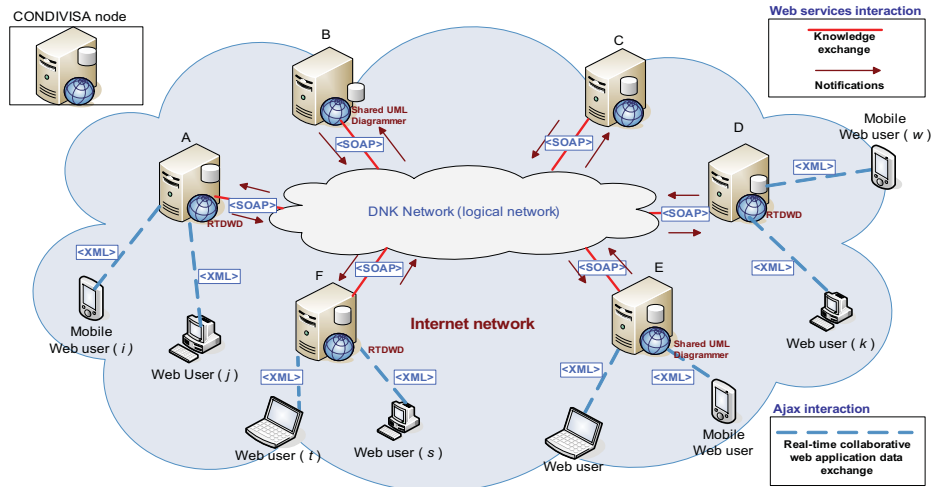 CONDIVISA node
B
C
Web services interaction
Knowledge
exchange
Notifications
Shared UML
Diagrammer
<SOAP>
<SOAP>
A
D
Mobile
Web user ( w )
<XML>
<SOAP>
RTDWD
DNK Network (logical network)
<SOAP>
RTDWD
<XML>
<XML>
<XML>
<XML>
F
<SOAP>
<SOAP>
E
Mobile
Web user ( i )
Web User ( j )
RTDWD
Internet network
Shared UML
Diagrammer
Web user ( k )
<XML>
<XML>
<XML>
<XML>
Web user ( t )
Web user ( s )
Web user
Mobile
Web user
Ajax interaction
Real-time collaborative
web application data
exchange